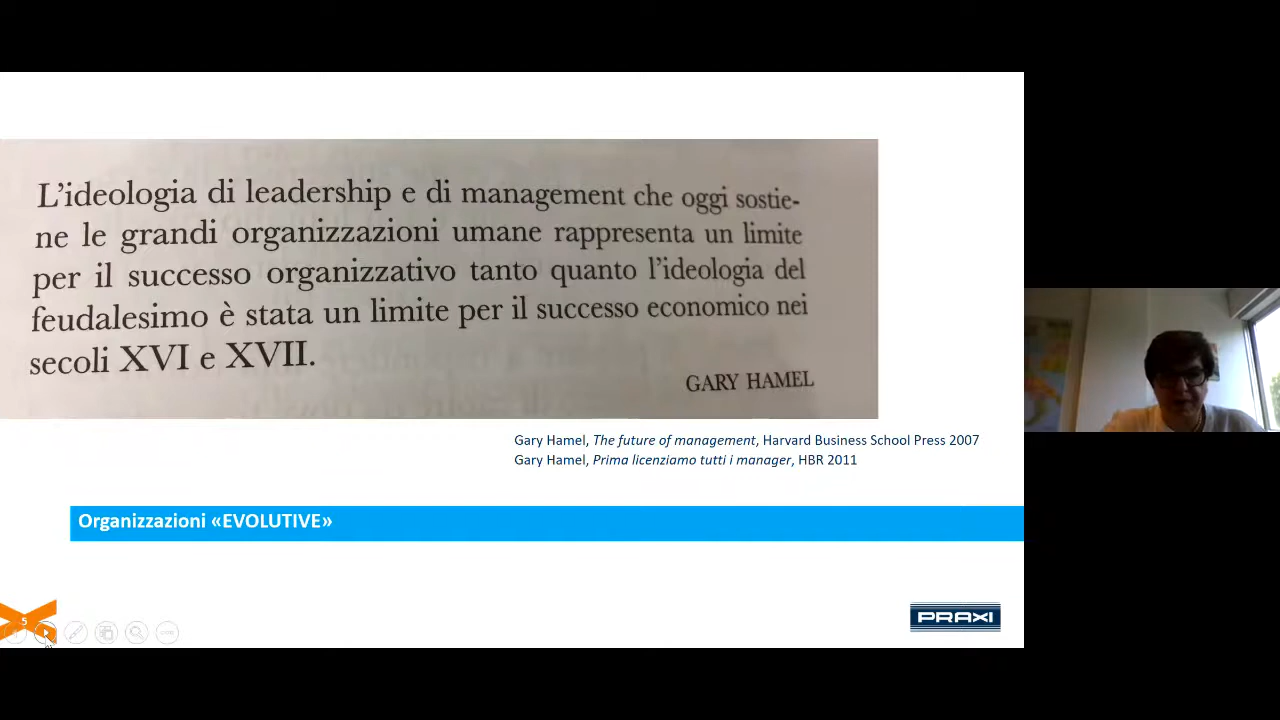 L’ideologia di leadership e di management che oggi sostie-
ne le grandi organizzazioni umane rappresenta un limite
per il successo organizzativo tanto quanto l’ideologia del
feudalesimo è stata un limite per il successo economico nei
secoli XVI e XVII.
GARY HAMEL
Gary Hamel, The future of management, Harvard Business School Press 2007
Gary Hamel, Prima licenziamo tutti i manager, HBR 2011
Organizzazioni «EVOLUTIVE»
5
PRAXI